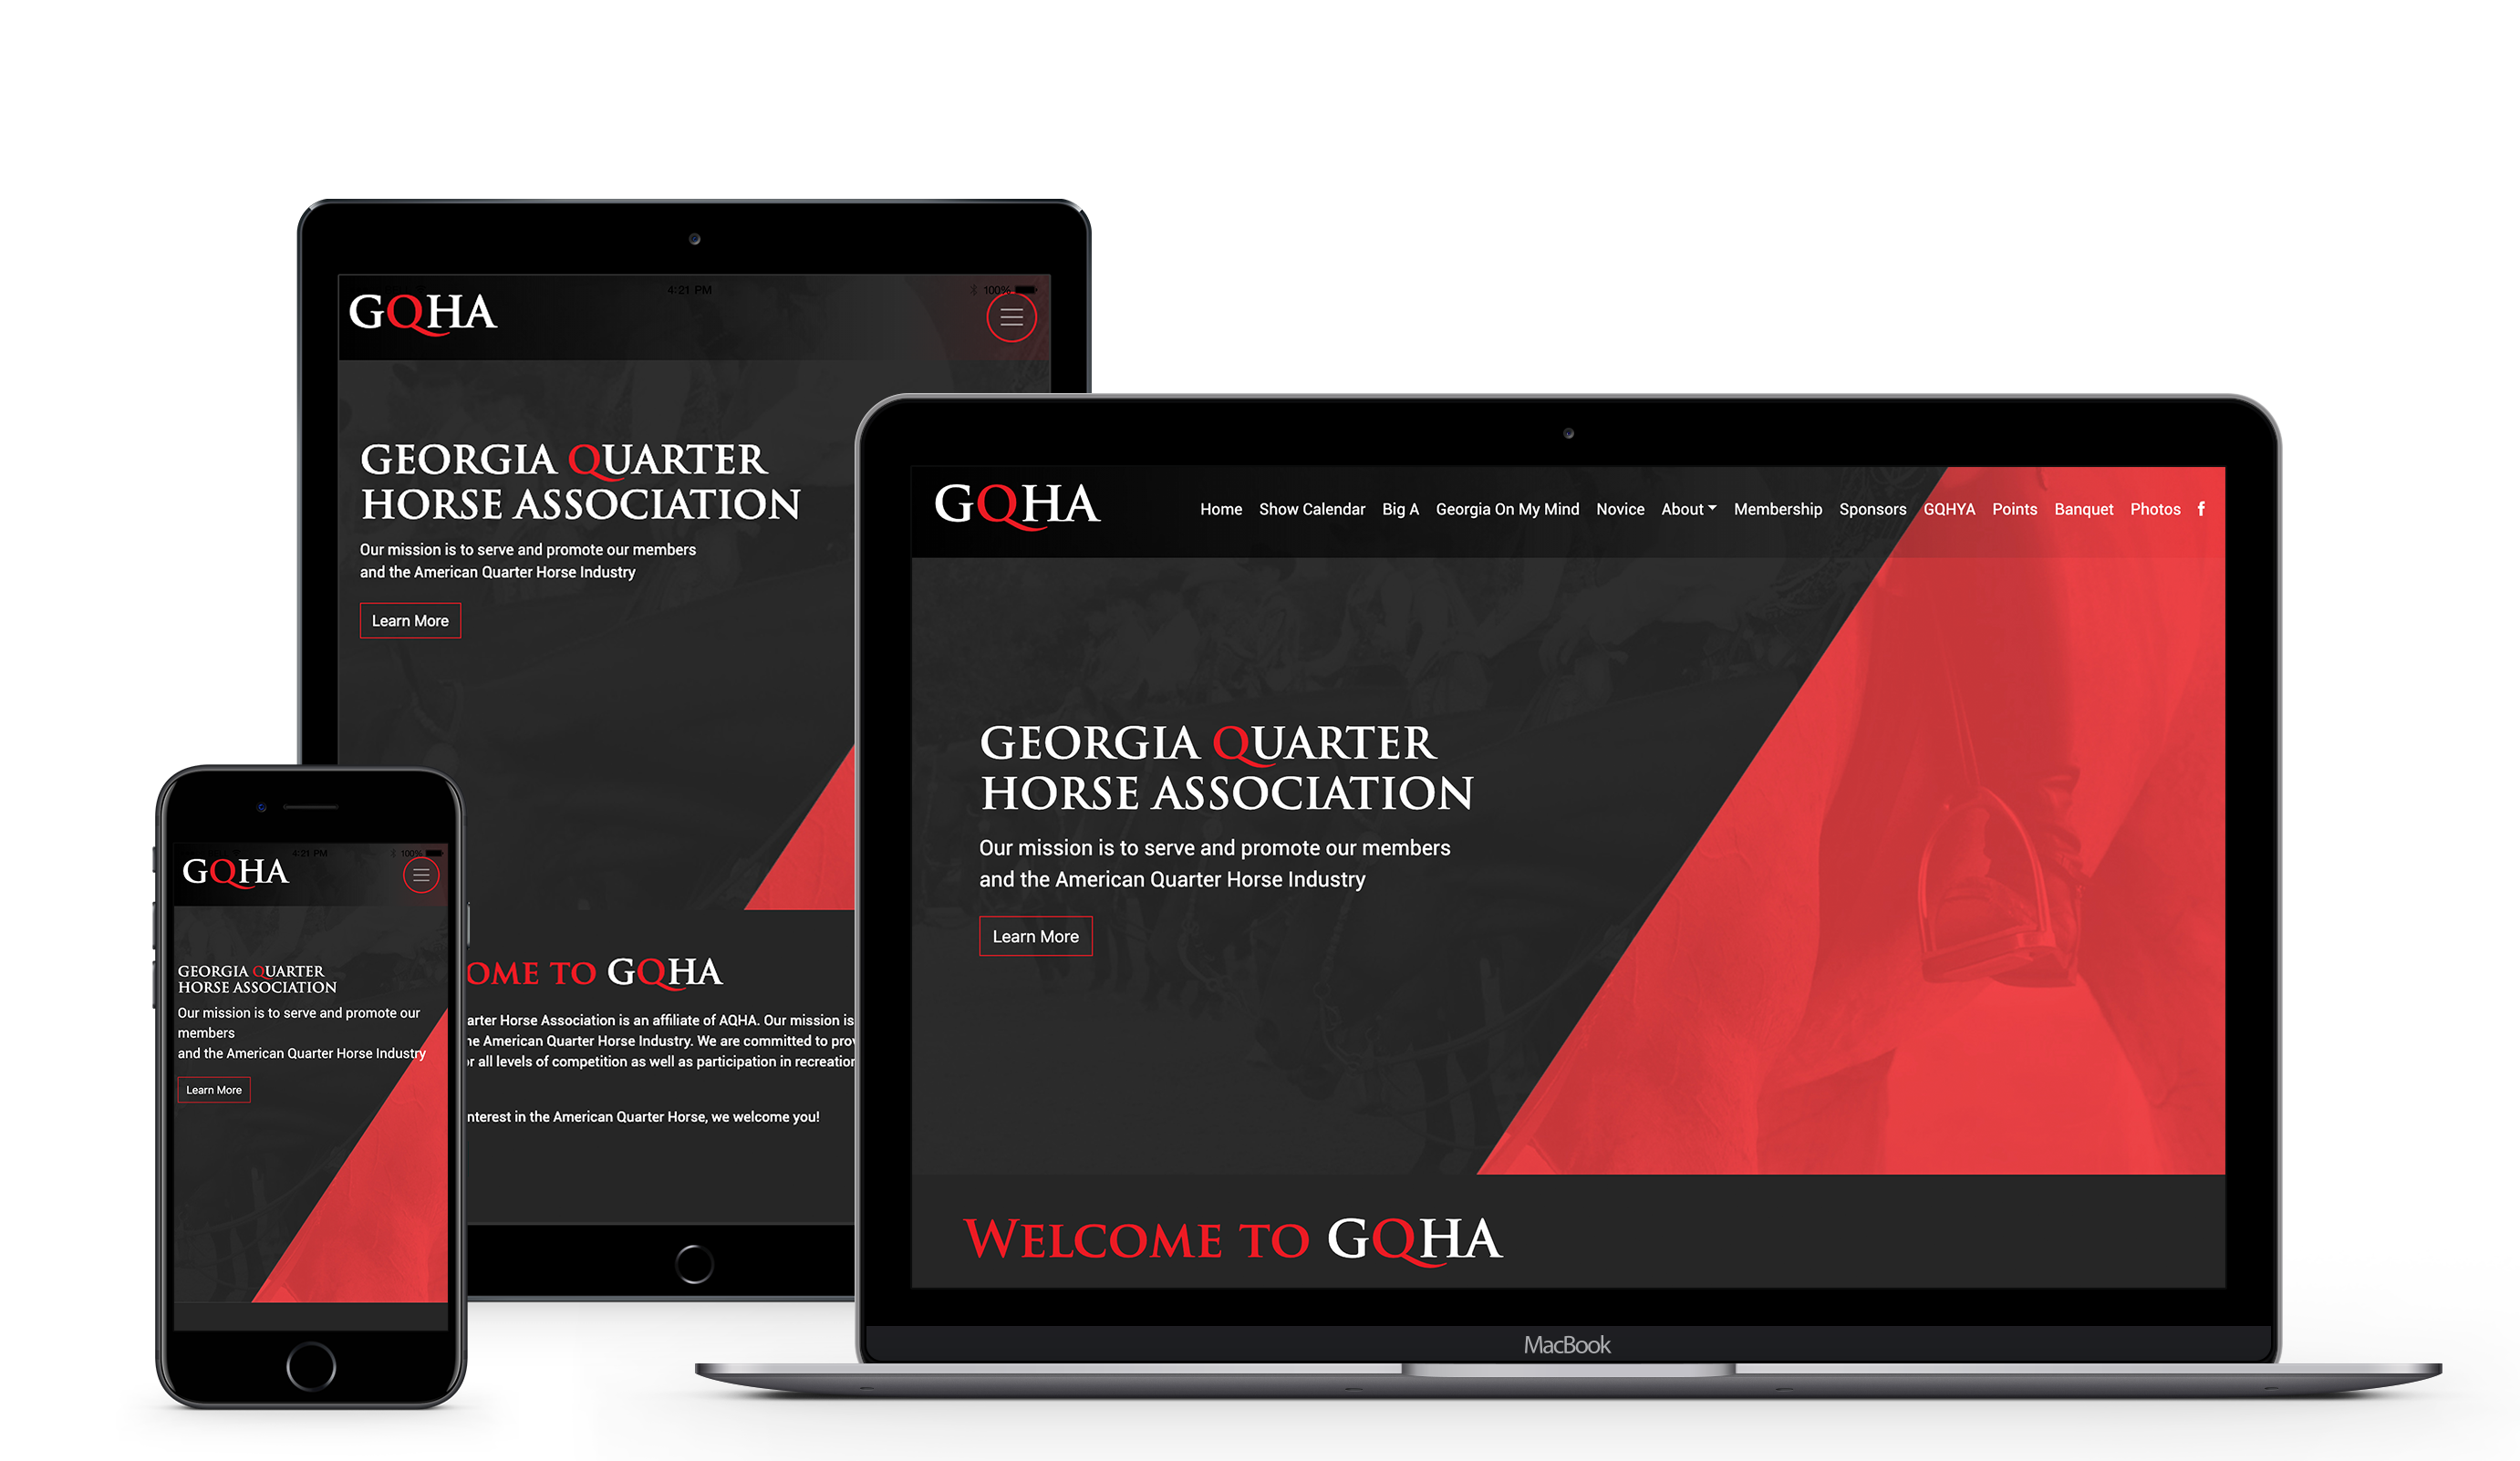 4:21 PM
100%
GQHA
GEORGIA QUARTER
HORSE ASSOCIATION
Our mission is to serve and promote our members
and the American Quarter Horse Industry
Learn More
OME TO GQHA
arter Horse Association is an affiliate of AQHA. Our mission is
he American Quarter Horse Industry. We are committed to prov
r all levels of competition as well as participation in recreation
nterest in the American Quarter Horse, we welcome you!
4:21 PM
100%
GQHA
GEORGIA QUARTER
HORSE ASSOCIATION
Our mission is to serve and promote our
members
and the American Quarter Horse Industry
Learn More
GQHA
Home Show Calendar Big A Georgia On My Mind Novice About Membership Sponsors GQHYA Points Banquet Photos f
GEORGIA QUARTER
HORSE ASSOCIATION
Our mission is to serve and promote our members
and the American Quarter Horse Industry
Learn More
WELCOME TO GQHA
MacBook